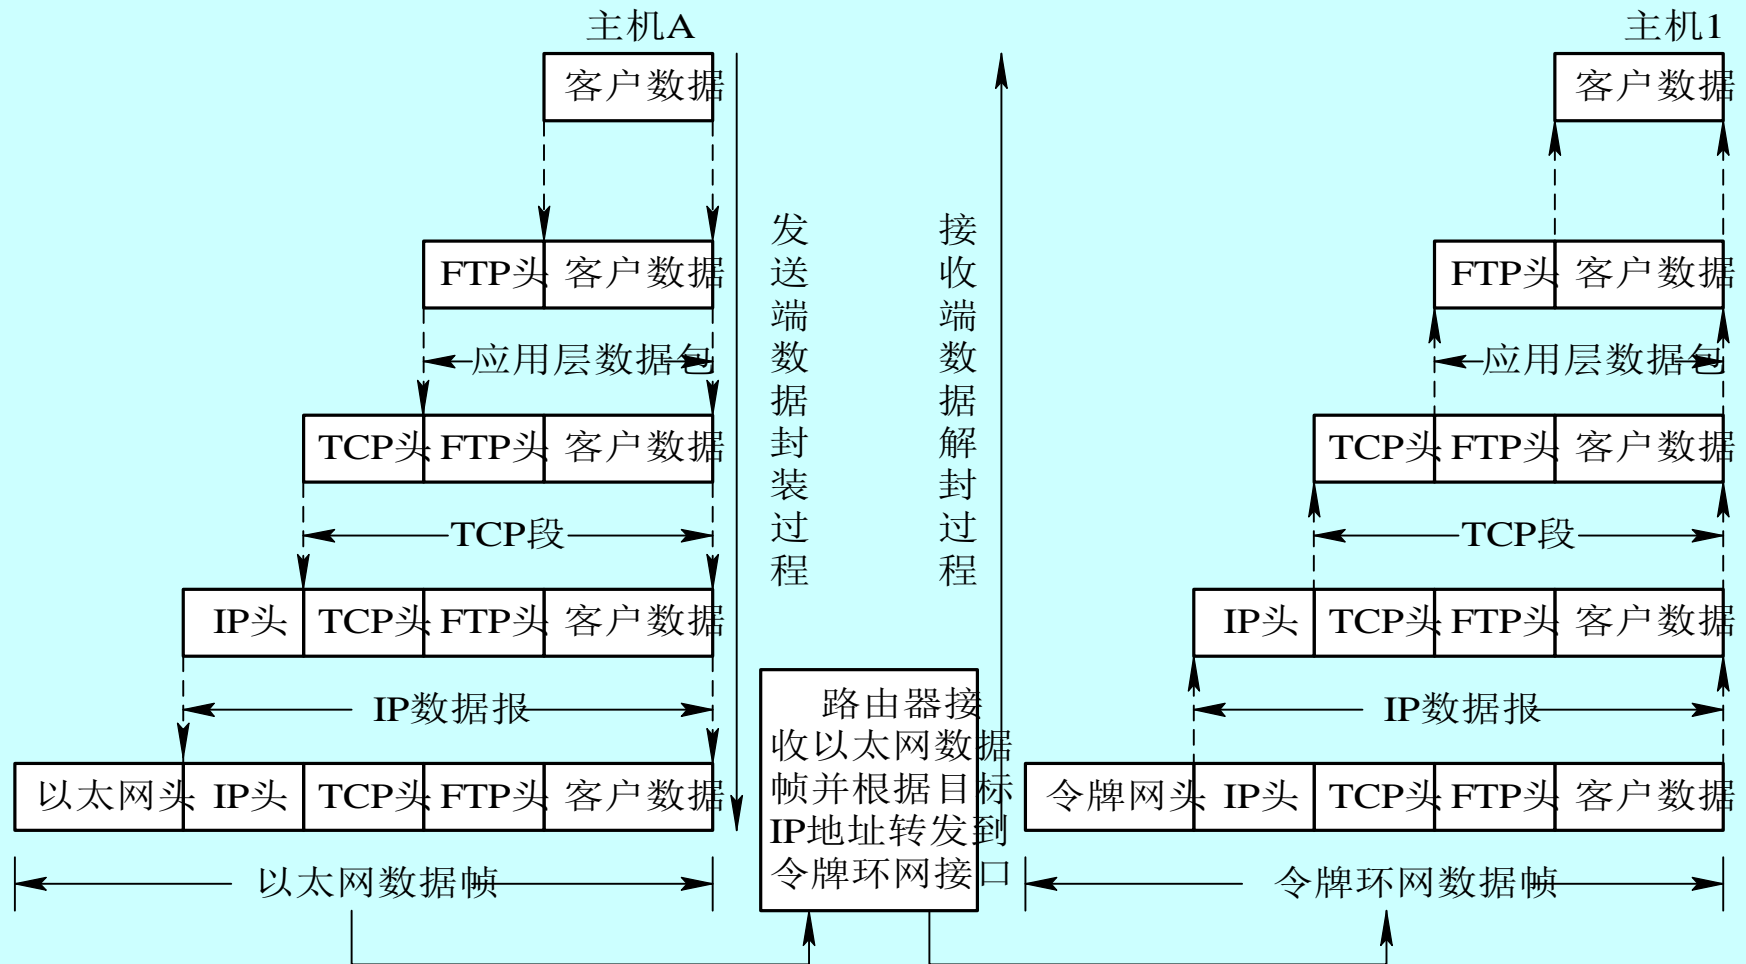 主机A
客户数据
FTP头 客户数据
应用层数据包
TCP头 FTP头 客户数据
TCP段
IP头 TCP头 FTP头 客户数据
IP数据报
以太网头 IP头 TCP头 FTP头 客户数据
以太网数据帧
发送端数据封装过程
路由器接
收以太网数据
帧并根据目标
IP地址转发到
令牌环网接口
接收端数据解封过程
主机1
客户数据
FTP头 客户数据
应用层数据包
TCP头 FTP头 客户数据
TCP段
IP头 TCP头 FTP头 客户数据
IP数据报
令牌网头 IP头 TCP头 FTP头 客户数据
令牌环网数据帧